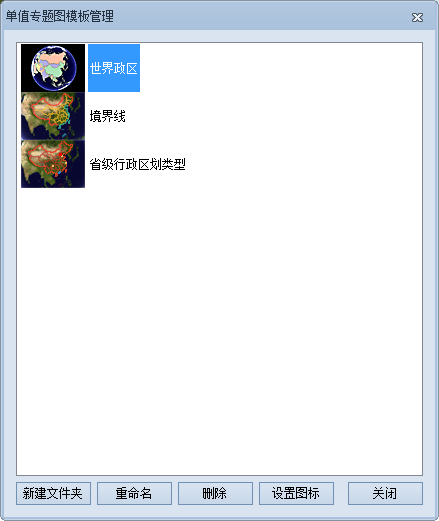 单值专题图模板管理
世界政区
境界线
省级行政区划类型
新建文件夹 重命名 删除 设置图标 关闭